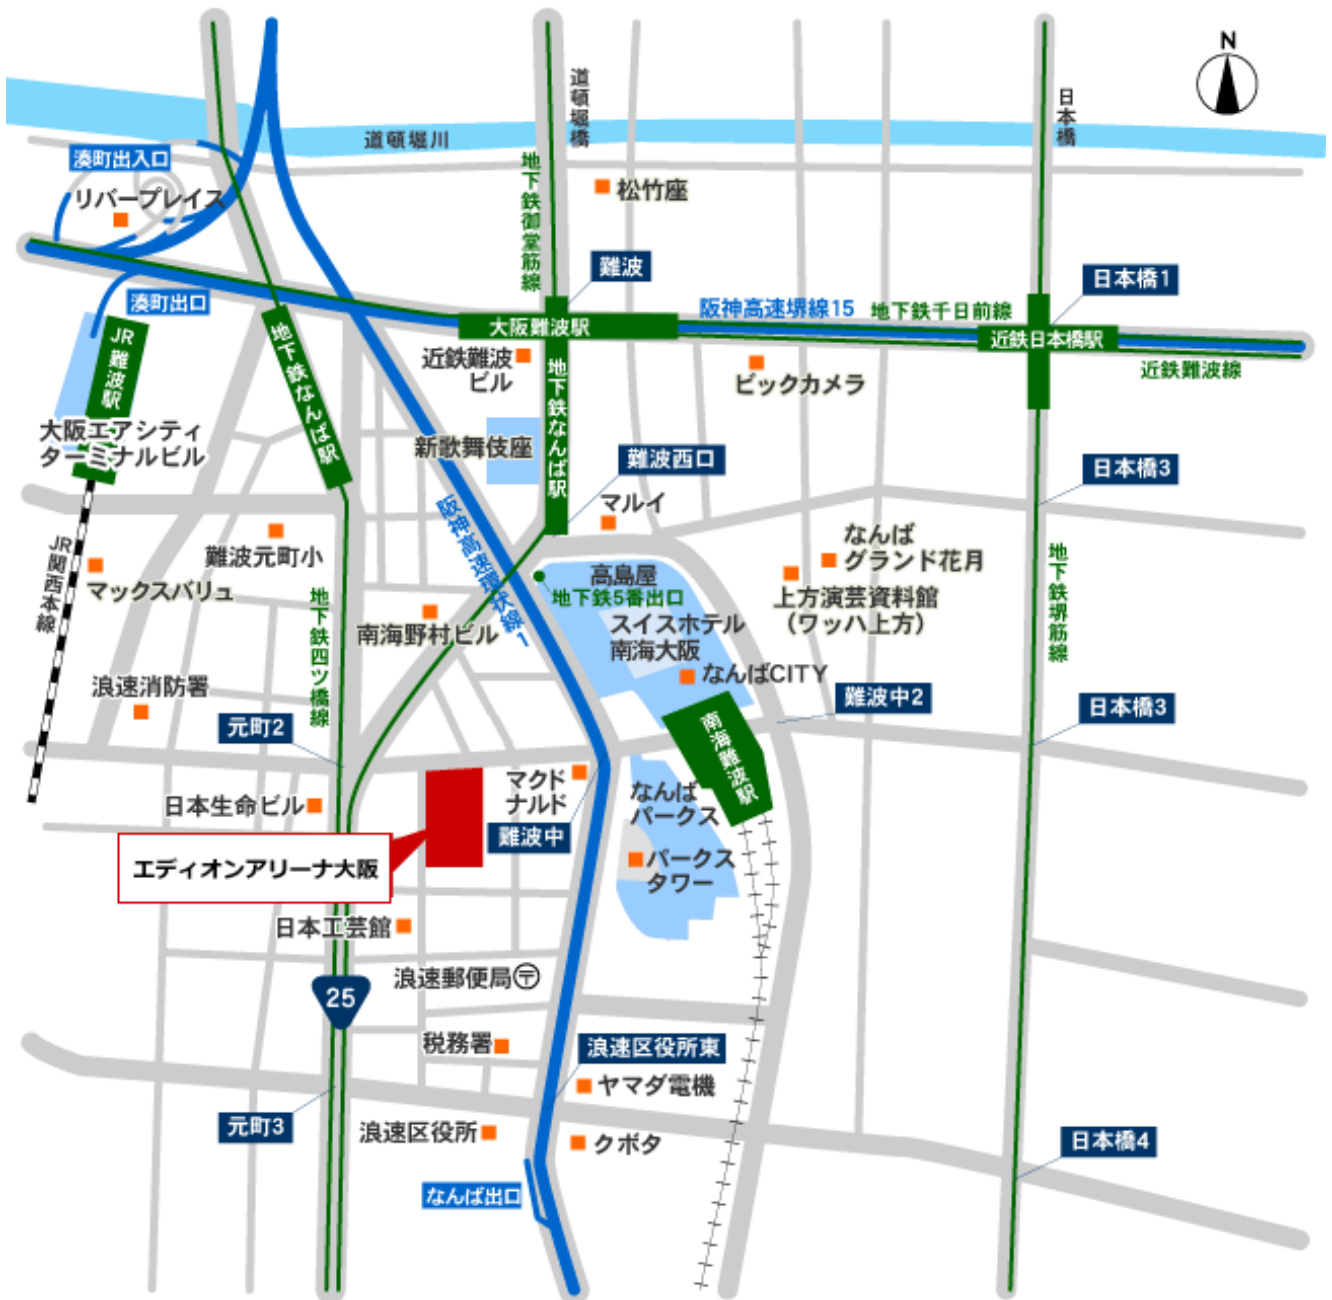 N
道頓堀橋
日本橋
道頓堀川
湊町出入口
リバープレイス
地下鉄御堂筋線
松竹座
難波
日本橋1
湊町出口
阪神高速堺線15
地下鉄千日前線
大阪難波駅
近鉄日本橋駅
近鉄難波線
JR
難波駅
地下鉄なんば駅
近鉄難波
ビル
地下鉄なんば駅
ビックカメラ
大阪エアシティ
ターミナルビル
新歌舞伎座
難波西口
日本橋3
阪神高速環状線1
マルイ
JR関西本線
難波元町小
なんば
グランド花月
地下鉄堺筋線
マックスバリュ
高島屋
地下鉄5番出口
上方演芸資料館
（ワッハ上方）
地下鉄四ツ橋線
南海野村ビル
スイスホテル
南海大阪
なんばCITY
浪速消防署
難波中2
日本橋3
元町2
南海難波駅
マクド
ナルド
なんば
パークス
日本生命ビル
難波中
エディオンアリーナ大阪
パークス
タワー
日本工芸館
浪速郵便局〒
25
税務署
浪速区役所東
ヤマダ電機
元町3
浪速区役所
クボタ
日本橋4
なんば出口